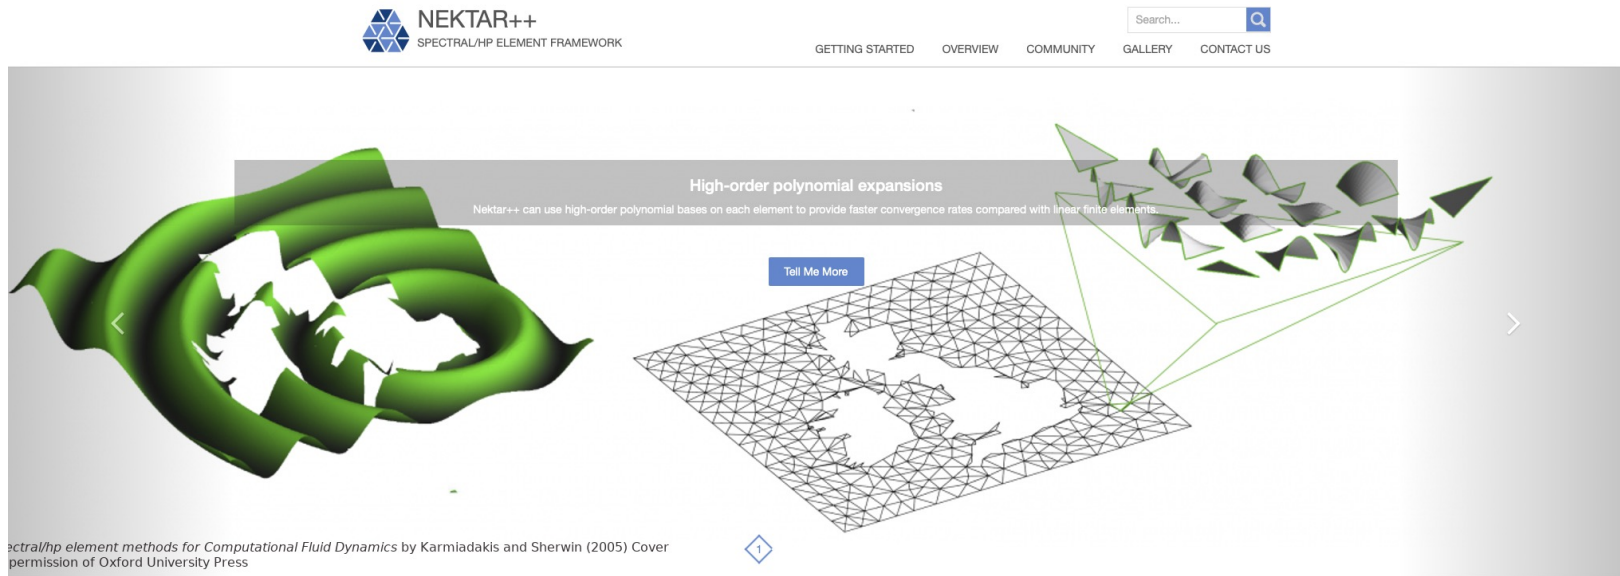 NEKTAR++
SPECTRAL/HP ELEMENT FRAMEWORK
Search...
GETTING STARTED OVERVIEW COMMUNITY GALLERY CONTACT US
High-order polynomial expansions
Nektar++ can use high-order polynomial bases on each element to provide faster convergence rates compared with linear finite elements.
Tell Me More
ectral/hp element methods for Computational Fluid Dynamics by Karmiadakis and Sherwin (2005) Cover
permission of Oxford University Press
1